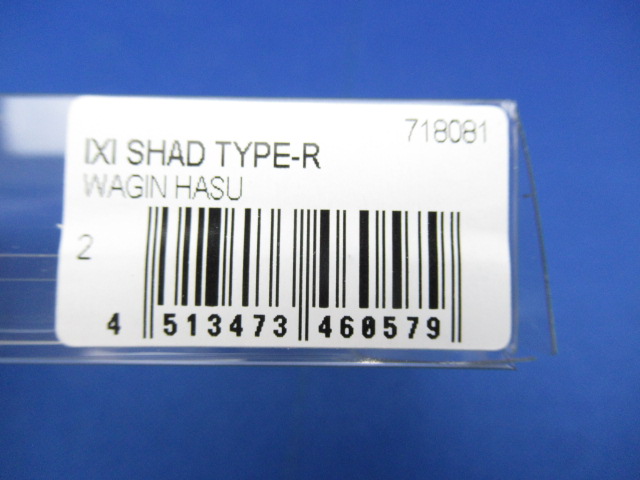 718081
IXI SHAD TYPE-R
WAGIN HASU
2
4 513473 460579